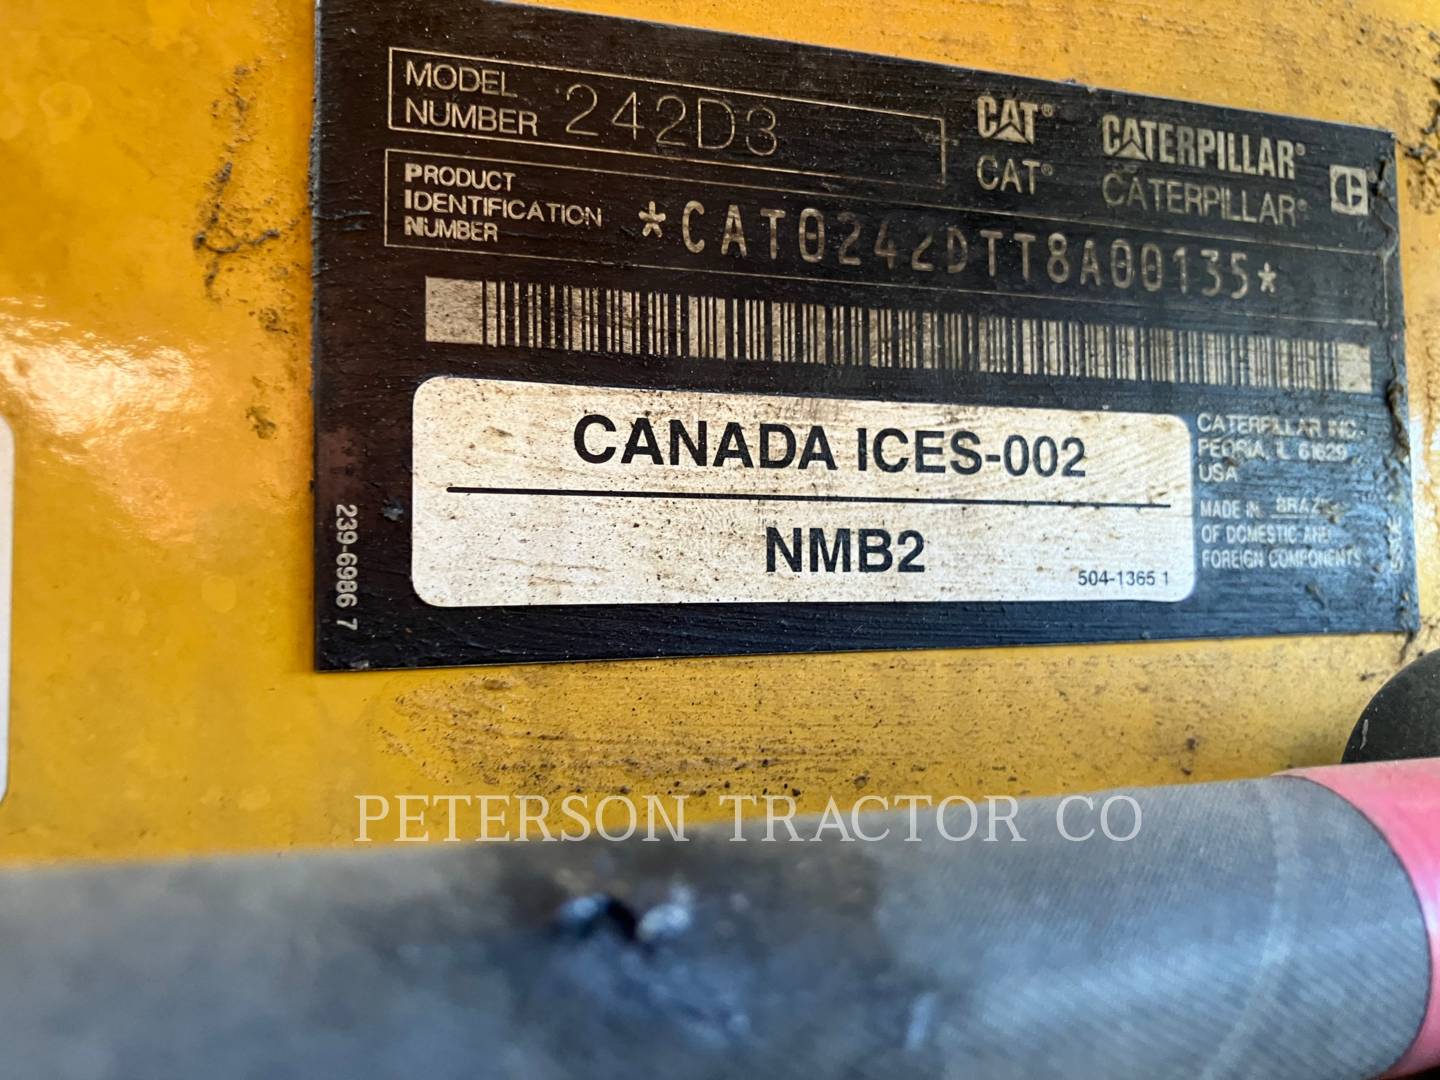 MODEL
NUMBER 242D3
CAT® CATERPILLAR®
CAT® CATERPILLAR®
PRODUCT
IDENTIFICATION
NUMBER
*CAT0242DTT8A00135*
CANADA ICES-002
NMB2
504-1365 1
CATERPILLAR INC.
PEORIA, IL 61629
USA
MADE IN
OF DOMESTIC AND
FOREIGN COMPONENTS
239-6986 7
PETERSON TRACTOR CO